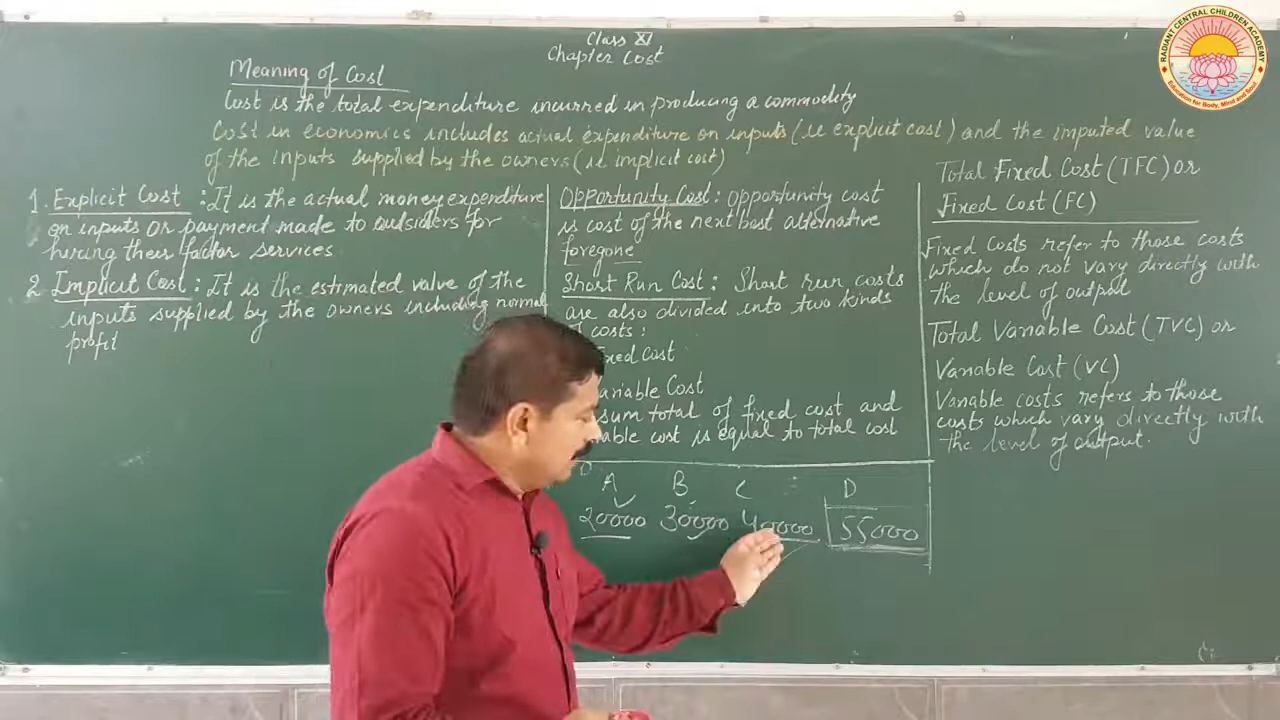 Class XI
Chapter Cost
Meaning of Cost
Cost is the total expenditure incurred in producing a commodity
Cost in economics includes actual expenditure on inputs (i.e explicit cost) and the imputed value
of the inputs supplied by the owners (i.e implicit cost)
1. Explicit Cost : It is the actual money expenditure
on inputs or payment made to outsiders for
hiring their factor services
2 Implicit Cost : It is the estimated value of the
inputs supplied by the owners including normal
profit
Opportunity Cost : opportunity cost
is cost of the next best alternative
foregone
Short Run Cost : Short run costs
are also divided into two kinds
of costs :
Fixed Cost
Variable Cost
sum total of fixed cost and
cost is equal to total cost
A B C D
20000 30000 40000 55000
Total Fixed Cost (TFC) or
Fixed Cost (FC)
Fixed costs refer to those costs
which do not vary directly with
the level of output
Total Variable Cost (TVC) or
Variable Cost (VC)
Variable costs refers to those
costs which vary directly with
the level of output.
RADIANT CENTRAL CHILDREN ACADEMY
Education for Body, Mind and Soul